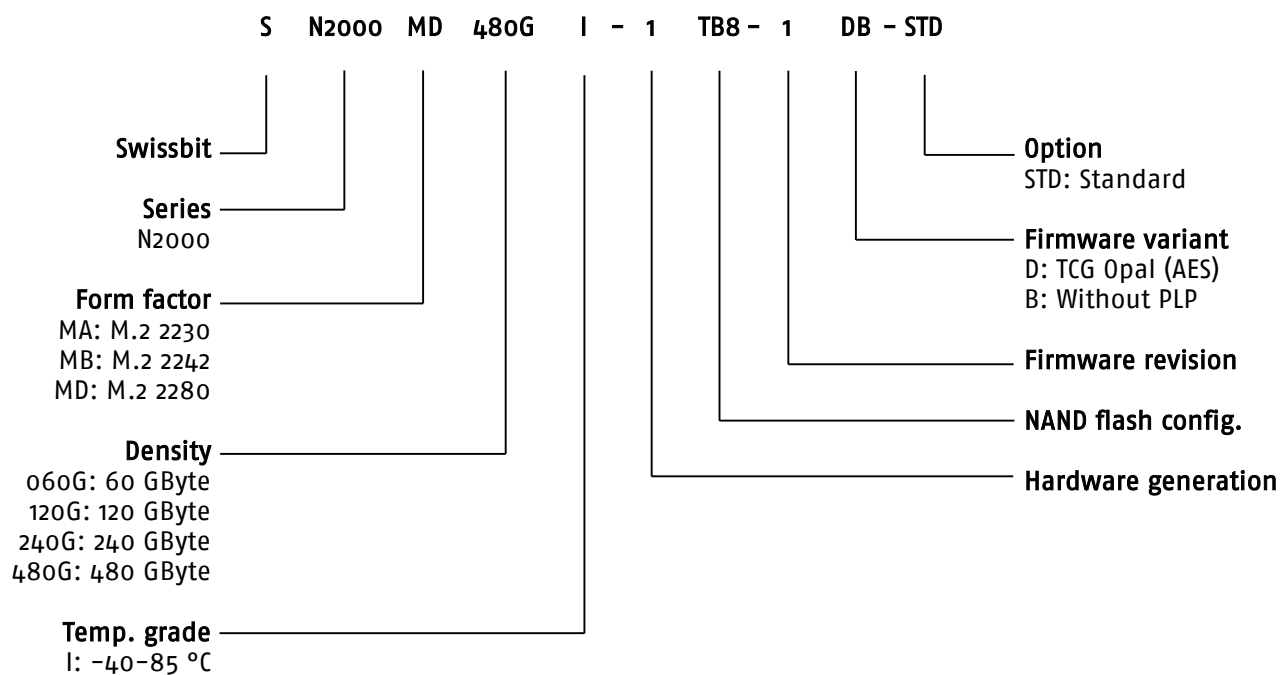 S N2000 MD 480G I - 1 TB8 - 1 DB - STD
Swissbit
Series
N2000
Form factor
MA: M.2 2230
MB: M.2 2242
MD: M.2 2280
Density
060G: 60 GByte
120G: 120 GByte
240G: 240 GByte
480G: 480 GByte
Temp. grade
I: -40-85 °C
Option
STD: Standard
Firmware variant
D: TCG Opal (AES)
B: Without PLP
Firmware revision
NAND flash config.
Hardware generation